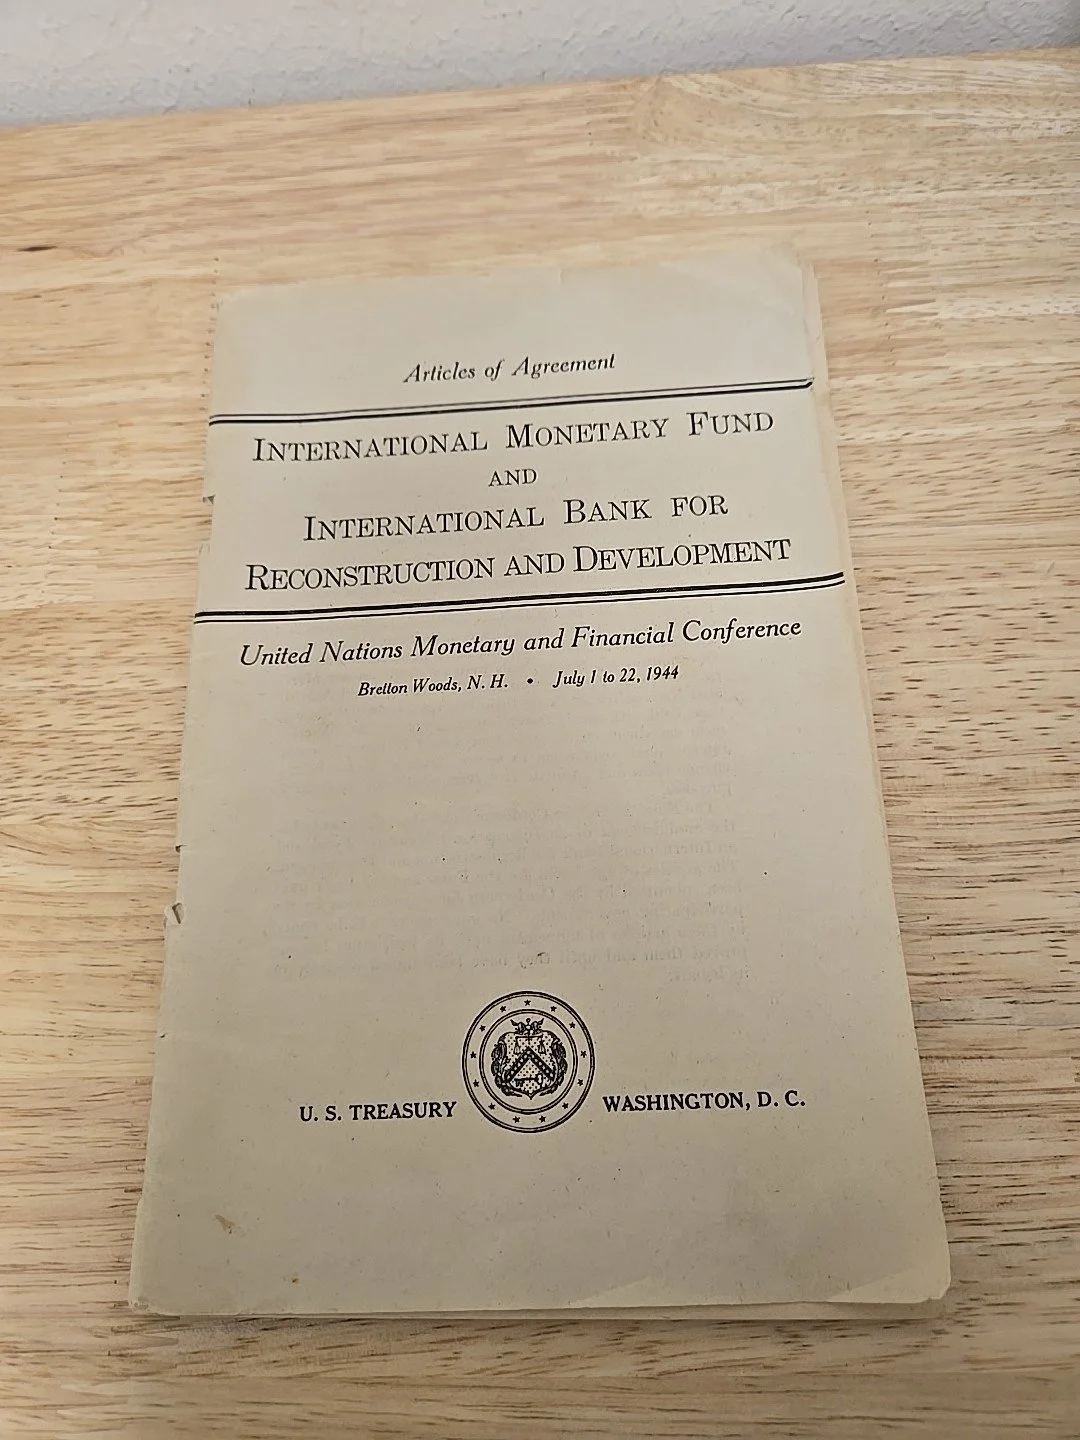 Articles of Agreement
INTERNATIONAL MONETARY FUND
AND
INTERNATIONAL BANK FOR
RECONSTRUCTION AND DEVELOPMENT
United Nations Monetary and Financial Conference
Bretton Woods, N. H. • July 1 to 22, 1944
U. S. TREASURY WASHINGTON, D. C.